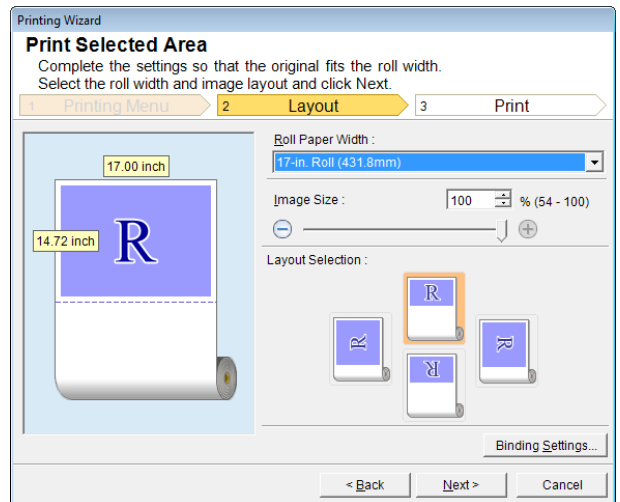 Printing Wizard
Print Selected Area
Complete the settings so that the original fits the roll width.
Select the roll width and image layout and click Next.
1 Printing Menu 2 Layout 3 Print
Roll Paper Width :
17.00 inch
17-in. Roll (431.8mm)
Image Size : 100 % (54 - 100)
14.72 inch
R
Layout Selection :
R
R
R
R
Binding Settings...
< Back Next > Cancel